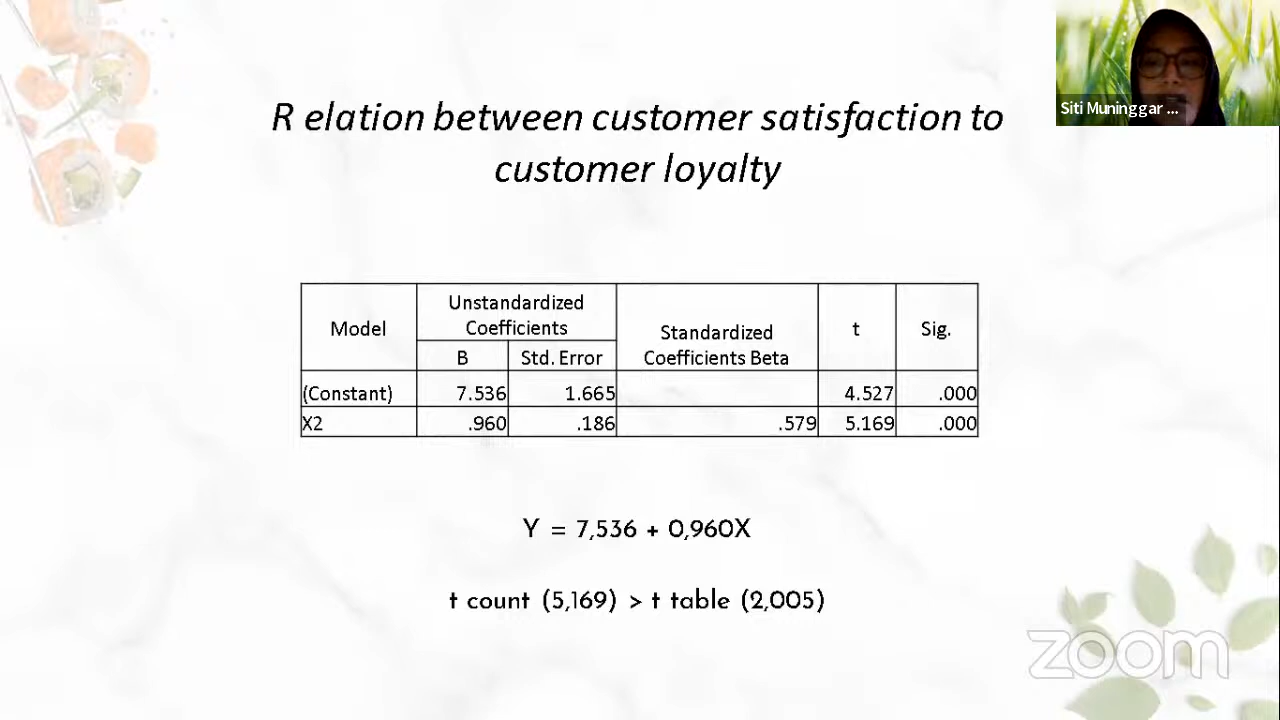 R elation between customer satisfaction to
customer loyalty
Siti Muninggar ...
Model
Unstandardized
Coefficients
Standardized
Coefficients Beta
t
Sig.
B
Std. Error
(Constant) 7.536 1.665 4.527 .000
X2 .960 .186 .579 5.169 .000
Y = 7,536 + 0,960X
t count (5,169) > t table (2,005)
zoom